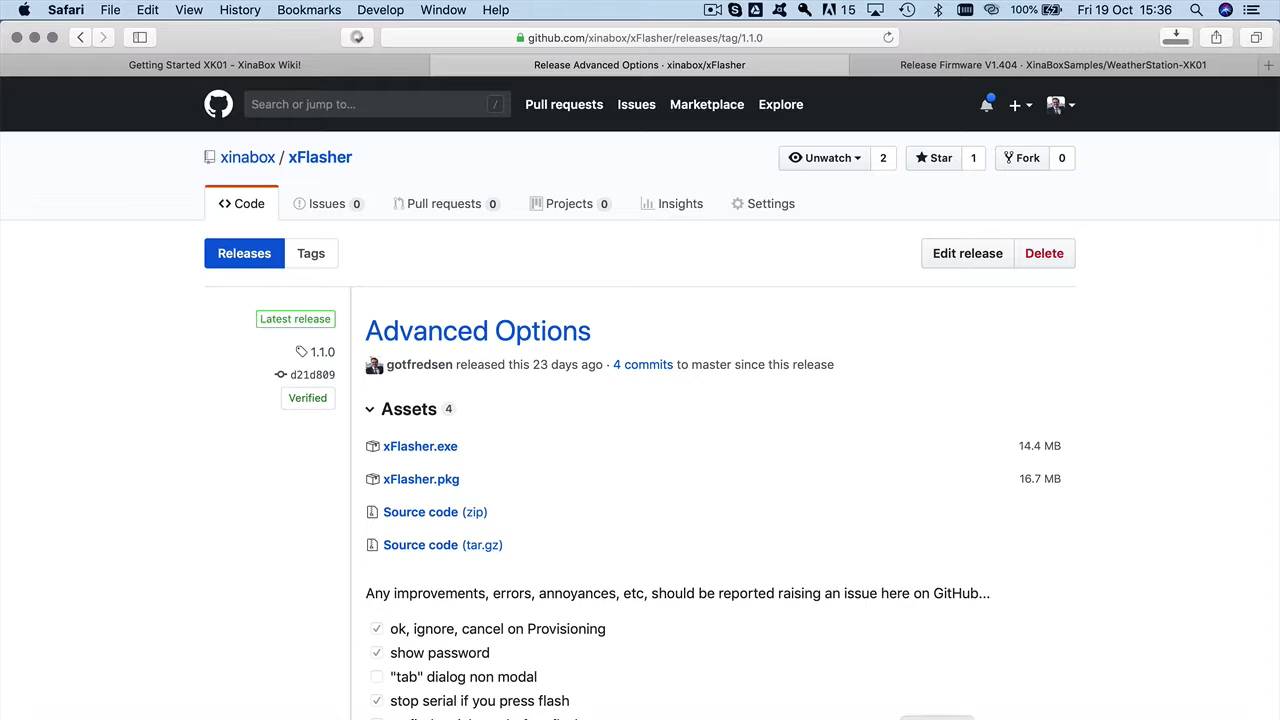 Safari File Edit View History Bookmarks Develop Window Help 15 100% Fri 19 Oct 15:36
github.com/xinabox/xFlasher/releases/tag/1.1.0
Getting Started XK01 - XinaBox Wiki! Release Advanced Options · xinabox/xFlasher Release Firmware V1.404 · XinaBoxSamples/WeatherStation-XK01
Search or jump to… / Pull requests Issues Marketplace Explore
xinabox / xFlasher Unwatch 2 Star 1 Fork 0
Code Issues 0 Pull requests 0 Projects 0 Insights Settings
Releases Tags Edit release Delete
Latest release
Advanced Options
1.1.0
gotfredsen released this 23 days ago · 4 commits to master since this release
d21d809
Verified
Assets 4
xFlasher.exe 14.4 MB
xFlasher.pkg 16.7 MB
Source code (zip)
Source code (tar.gz)
Any improvements, errors, annoyances, etc, should be reported raising an issue here on GitHub...
ok, ignore, cancel on Provisioning
show password
"tab" dialog non modal
stop serial if you press flash